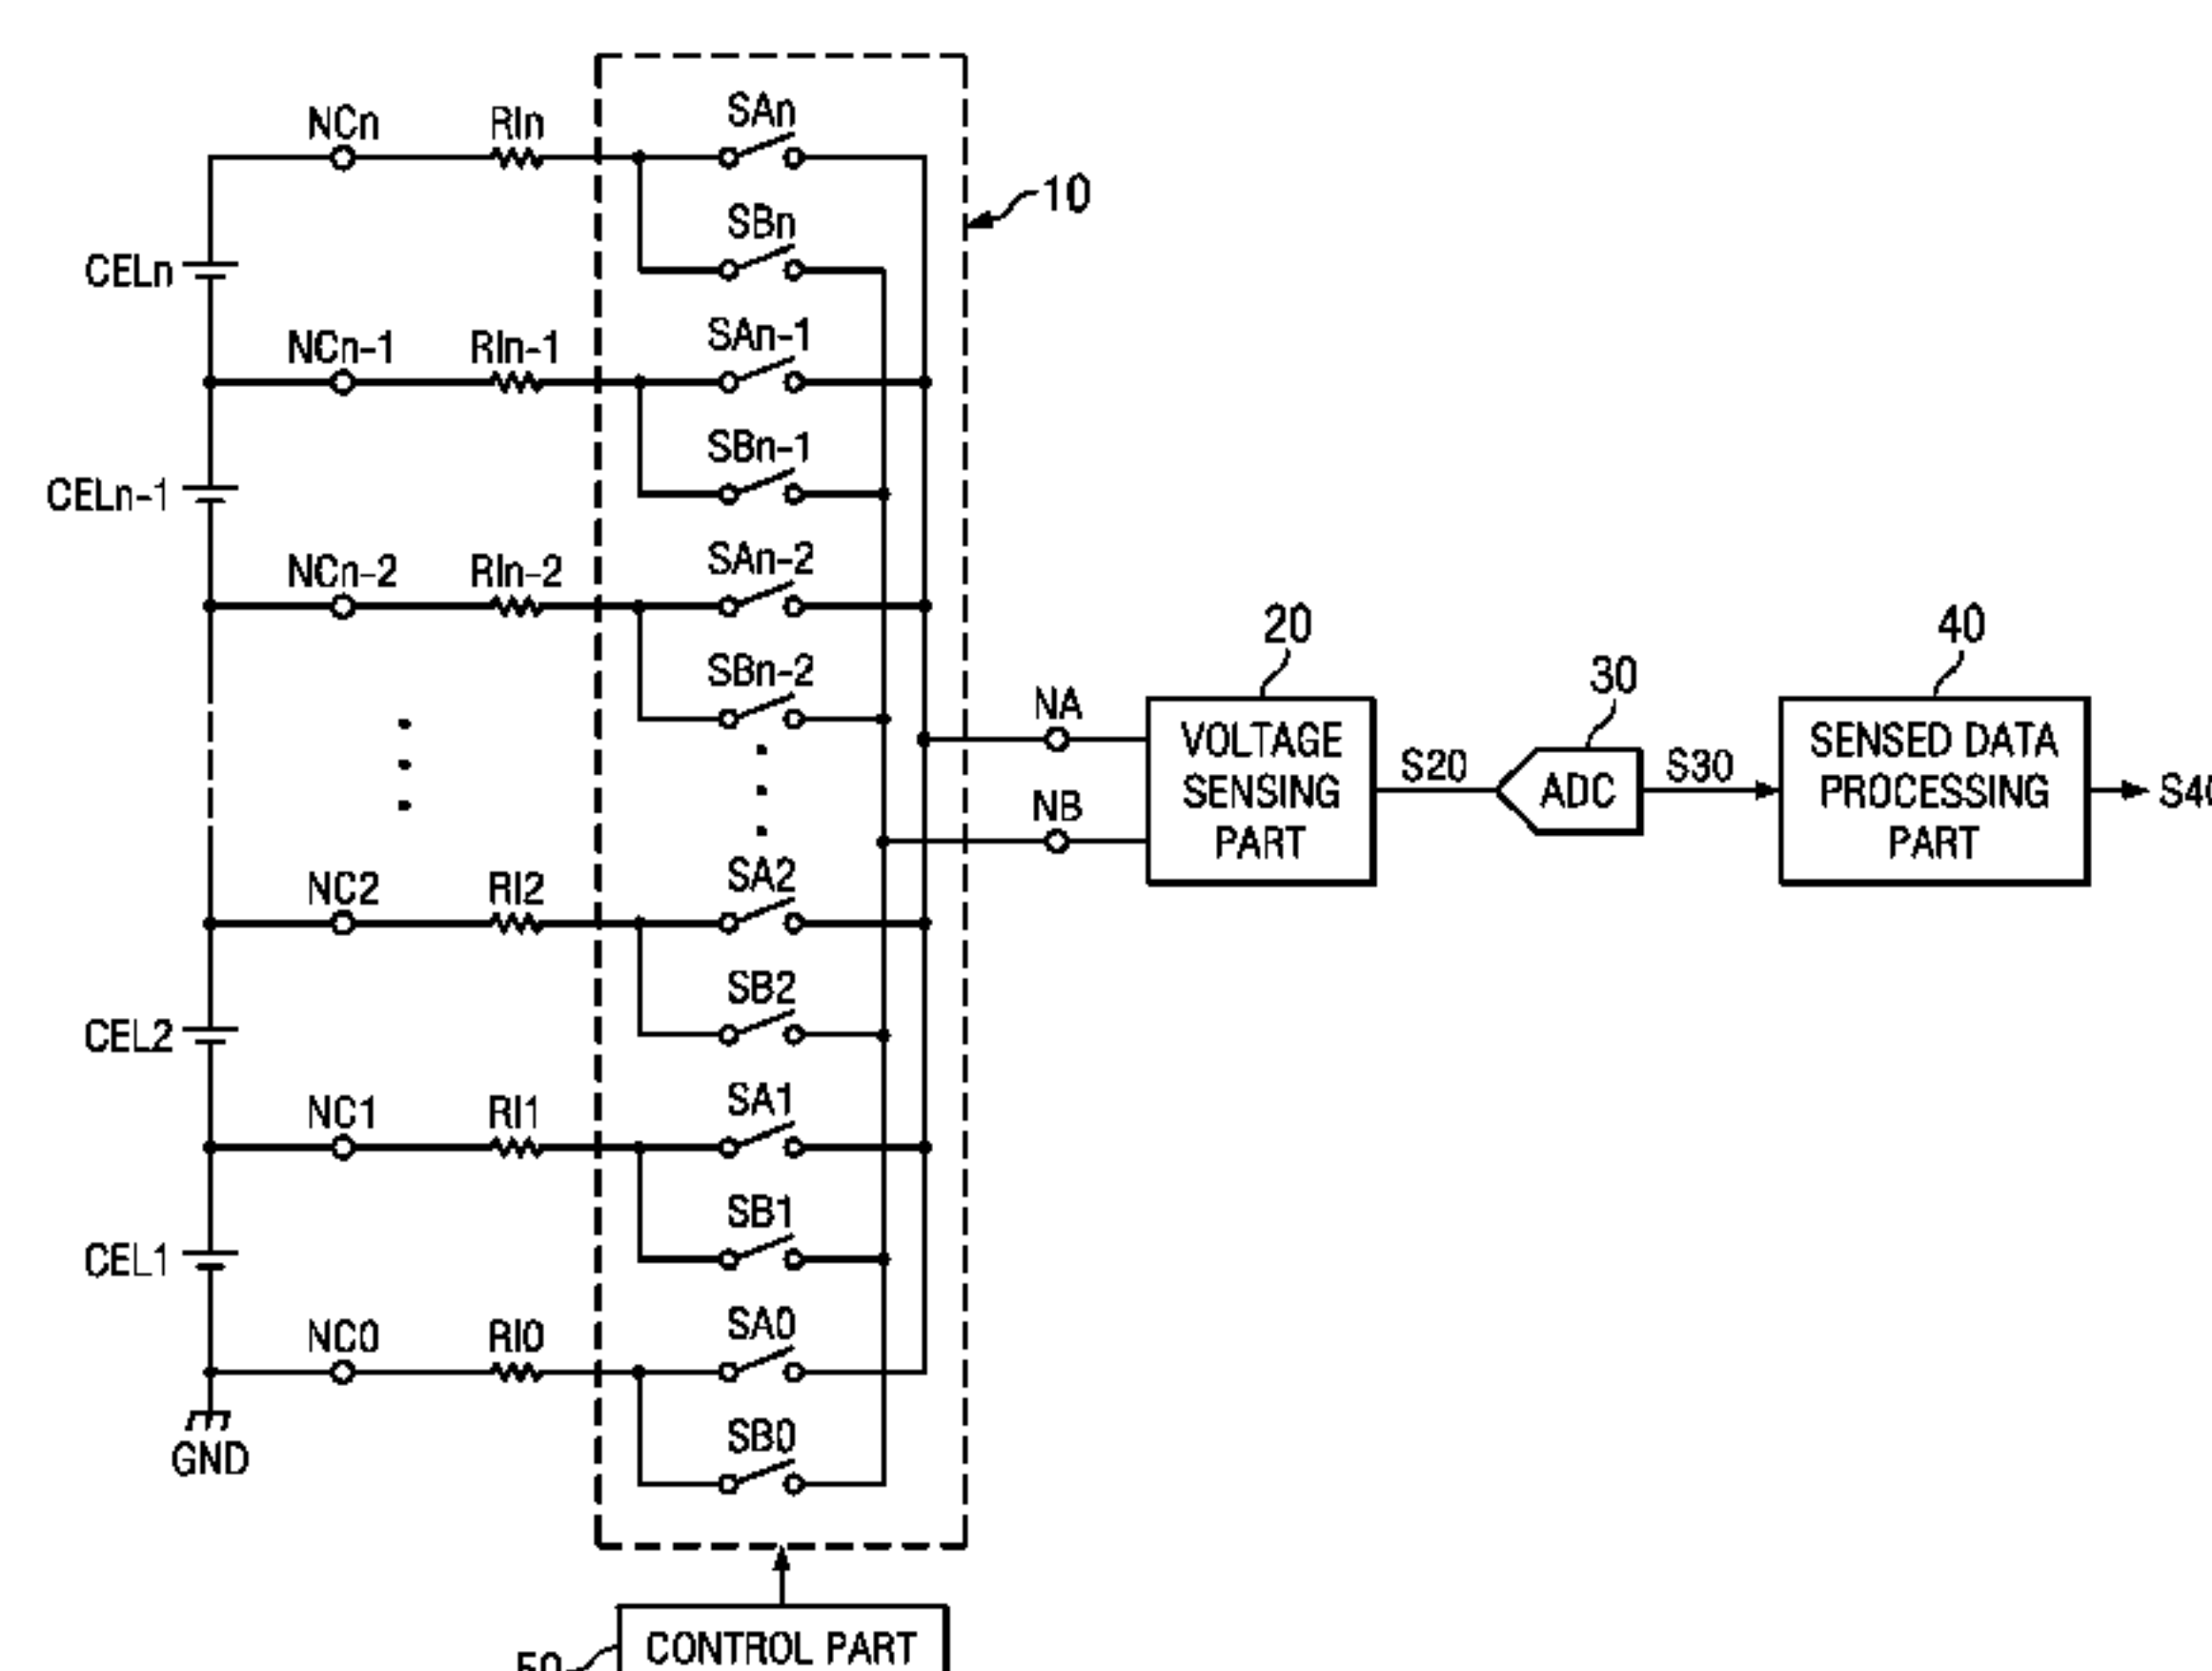 NCn RIn SAn
10
SBn
CELn
NCn-1 RIn-1 SAn-1
SBn-1
CELn-1
NCn-2 RIn-2 SAn-2
SBn-2
20
30
40
NA
NB
VOLTAGE
SENSING
PART
S20
ADC
S30
SENSED DATA
PROCESSING
PART
S40
NC2 RI2 SA2
SB2
CEL2
NC1 RI1 SA1
SB1
CEL1
NC0 RI0 SA0
SB0
GND
50
CONTROL PART